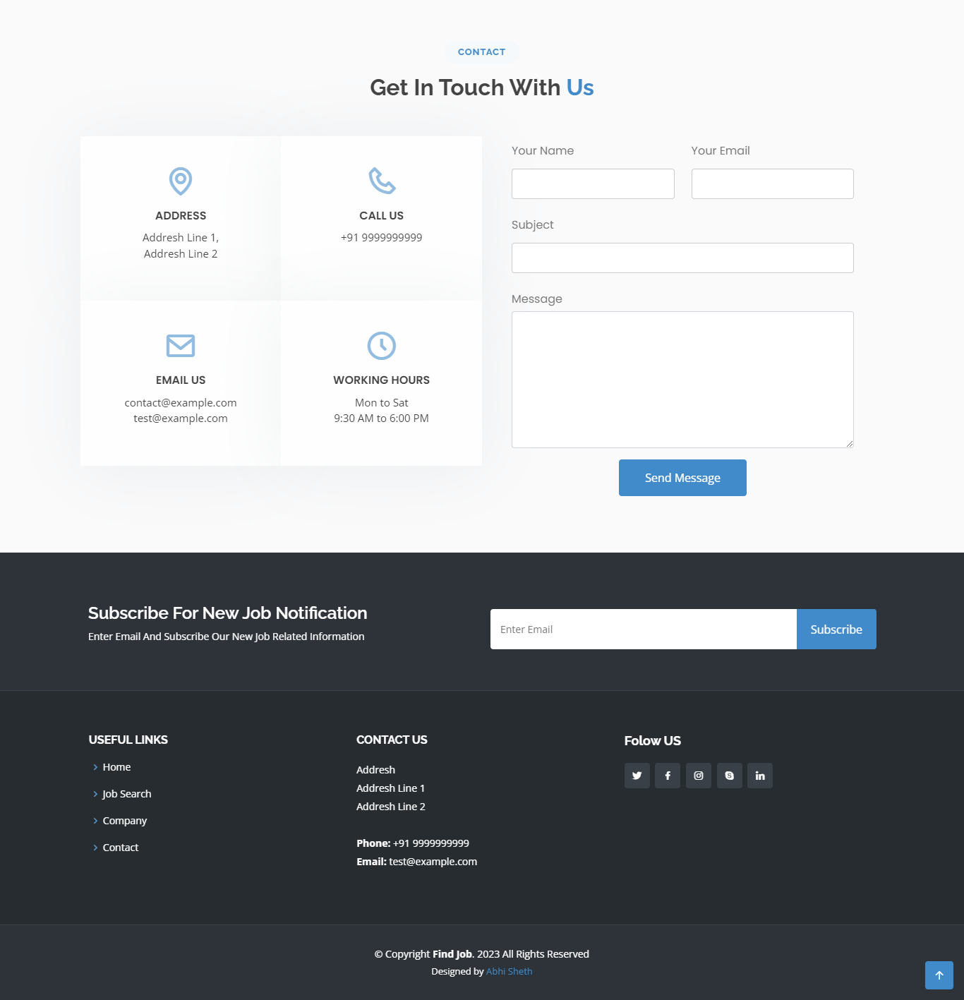 CONTACT
Get In Touch With Us
ADDRESS
Addresh Line 1,
Addresh Line 2
CALL US
+91 9999999999
EMAIL US
contact@example.com
test@example.com
WORKING HOURS
Mon to Sat
9:30 AM to 6:00 PM
Your Name
Your Email
Subject
Message
Send Message
Subscribe For New Job Notification
Enter Email And Subscribe Our New Job Related Information
Enter Email
Subscribe
USEFUL LINKS
Home
Job Search
Company
Contact
CONTACT US
Addresh
Addresh Line 1
Addresh Line 2
Phone: +91 9999999999
Email: test@example.com
Folow US
© Copyright Find Job. 2023 All Rights Reserved
Designed by Abhi Sheth